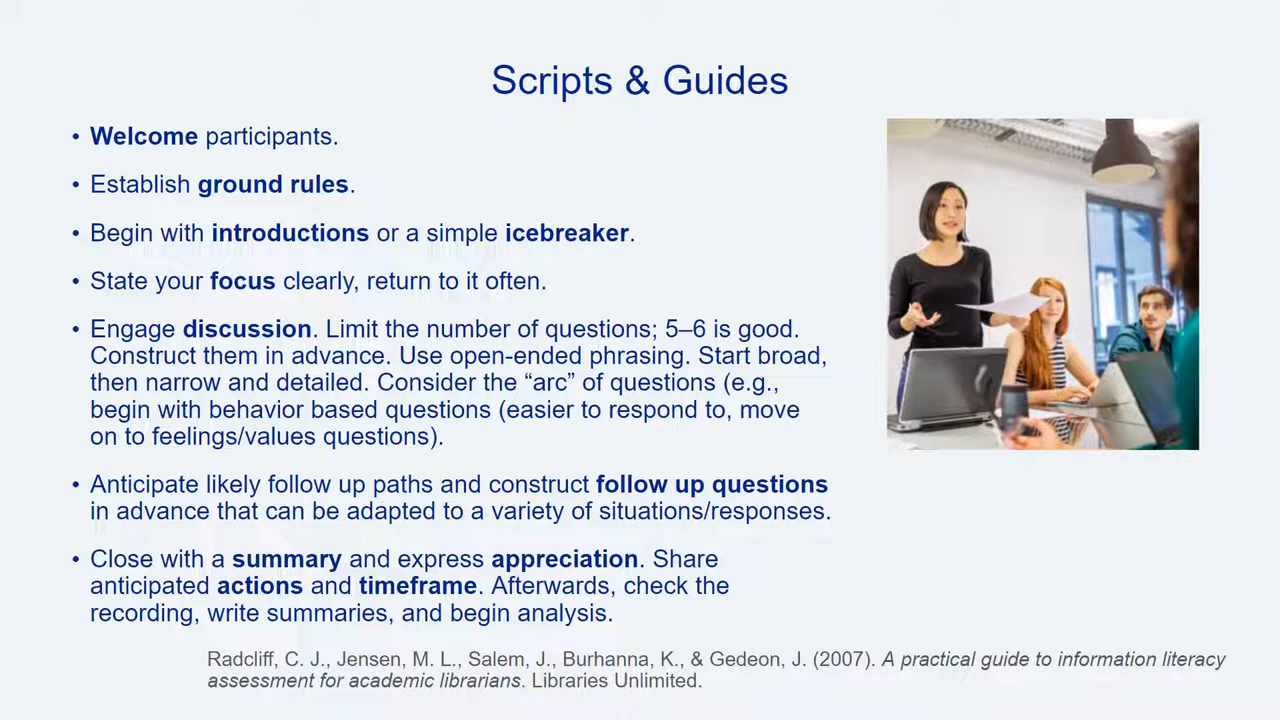 Scripts & Guides
• Welcome participants.
• Establish ground rules.
• Begin with introductions or a simple icebreaker.
• State your focus clearly, return to it often.
• Engage discussion. Limit the number of questions; 5–6 is good.
Construct them in advance. Use open-ended phrasing. Start broad,
then narrow and detailed. Consider the “arc” of questions (e.g.,
begin with behavior based questions (easier to respond to, move
on to feelings/values questions).
• Anticipate likely follow up paths and construct follow up questions
in advance that can be adapted to a variety of situations/responses.
• Close with a summary and express appreciation. Share
anticipated actions and timeframe. Afterwards, check the
recording, write summaries, and begin analysis.
Radcliff, C. J., Jensen, M. L., Salem, J., Burhanna, K., & Gedeon, J. (2007). A practical guide to information literacy
assessment for academic librarians. Libraries Unlimited.